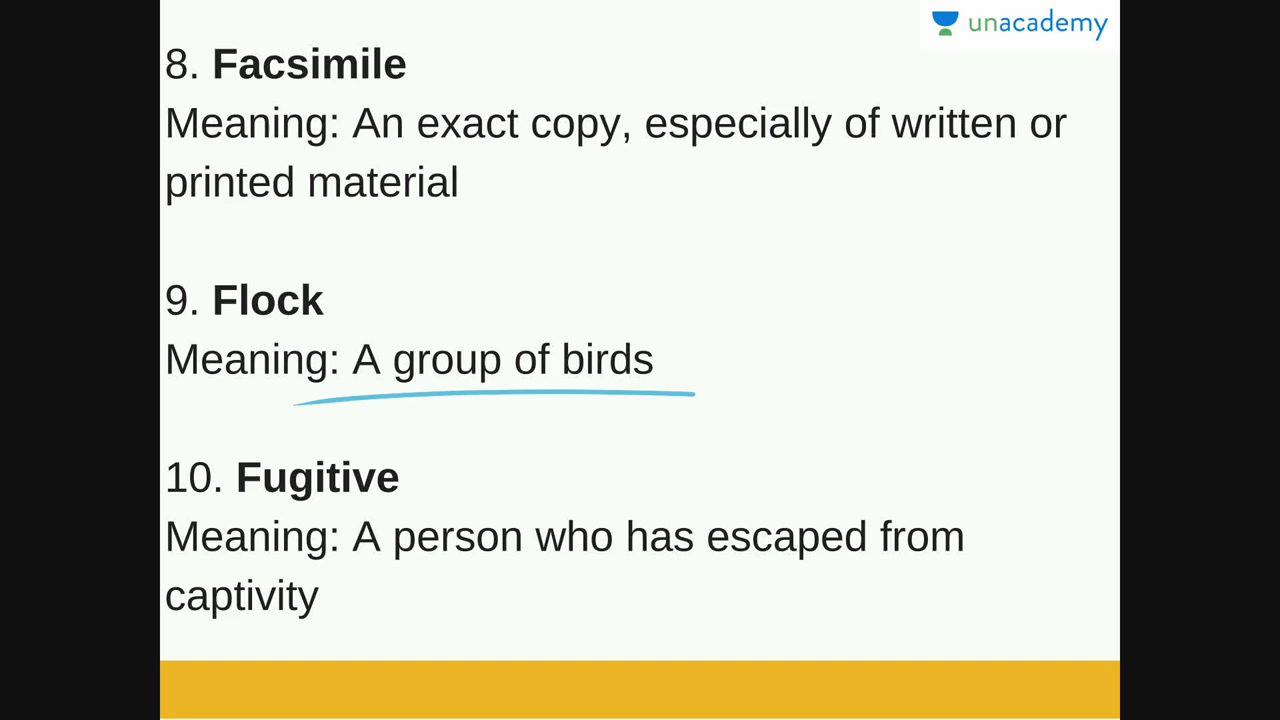 unacademy
8. Facsimile
Meaning: An exact copy, especially of written or
printed material
9. Flock
Meaning: A group of birds
10. Fugitive
Meaning: A person who has escaped from
captivity